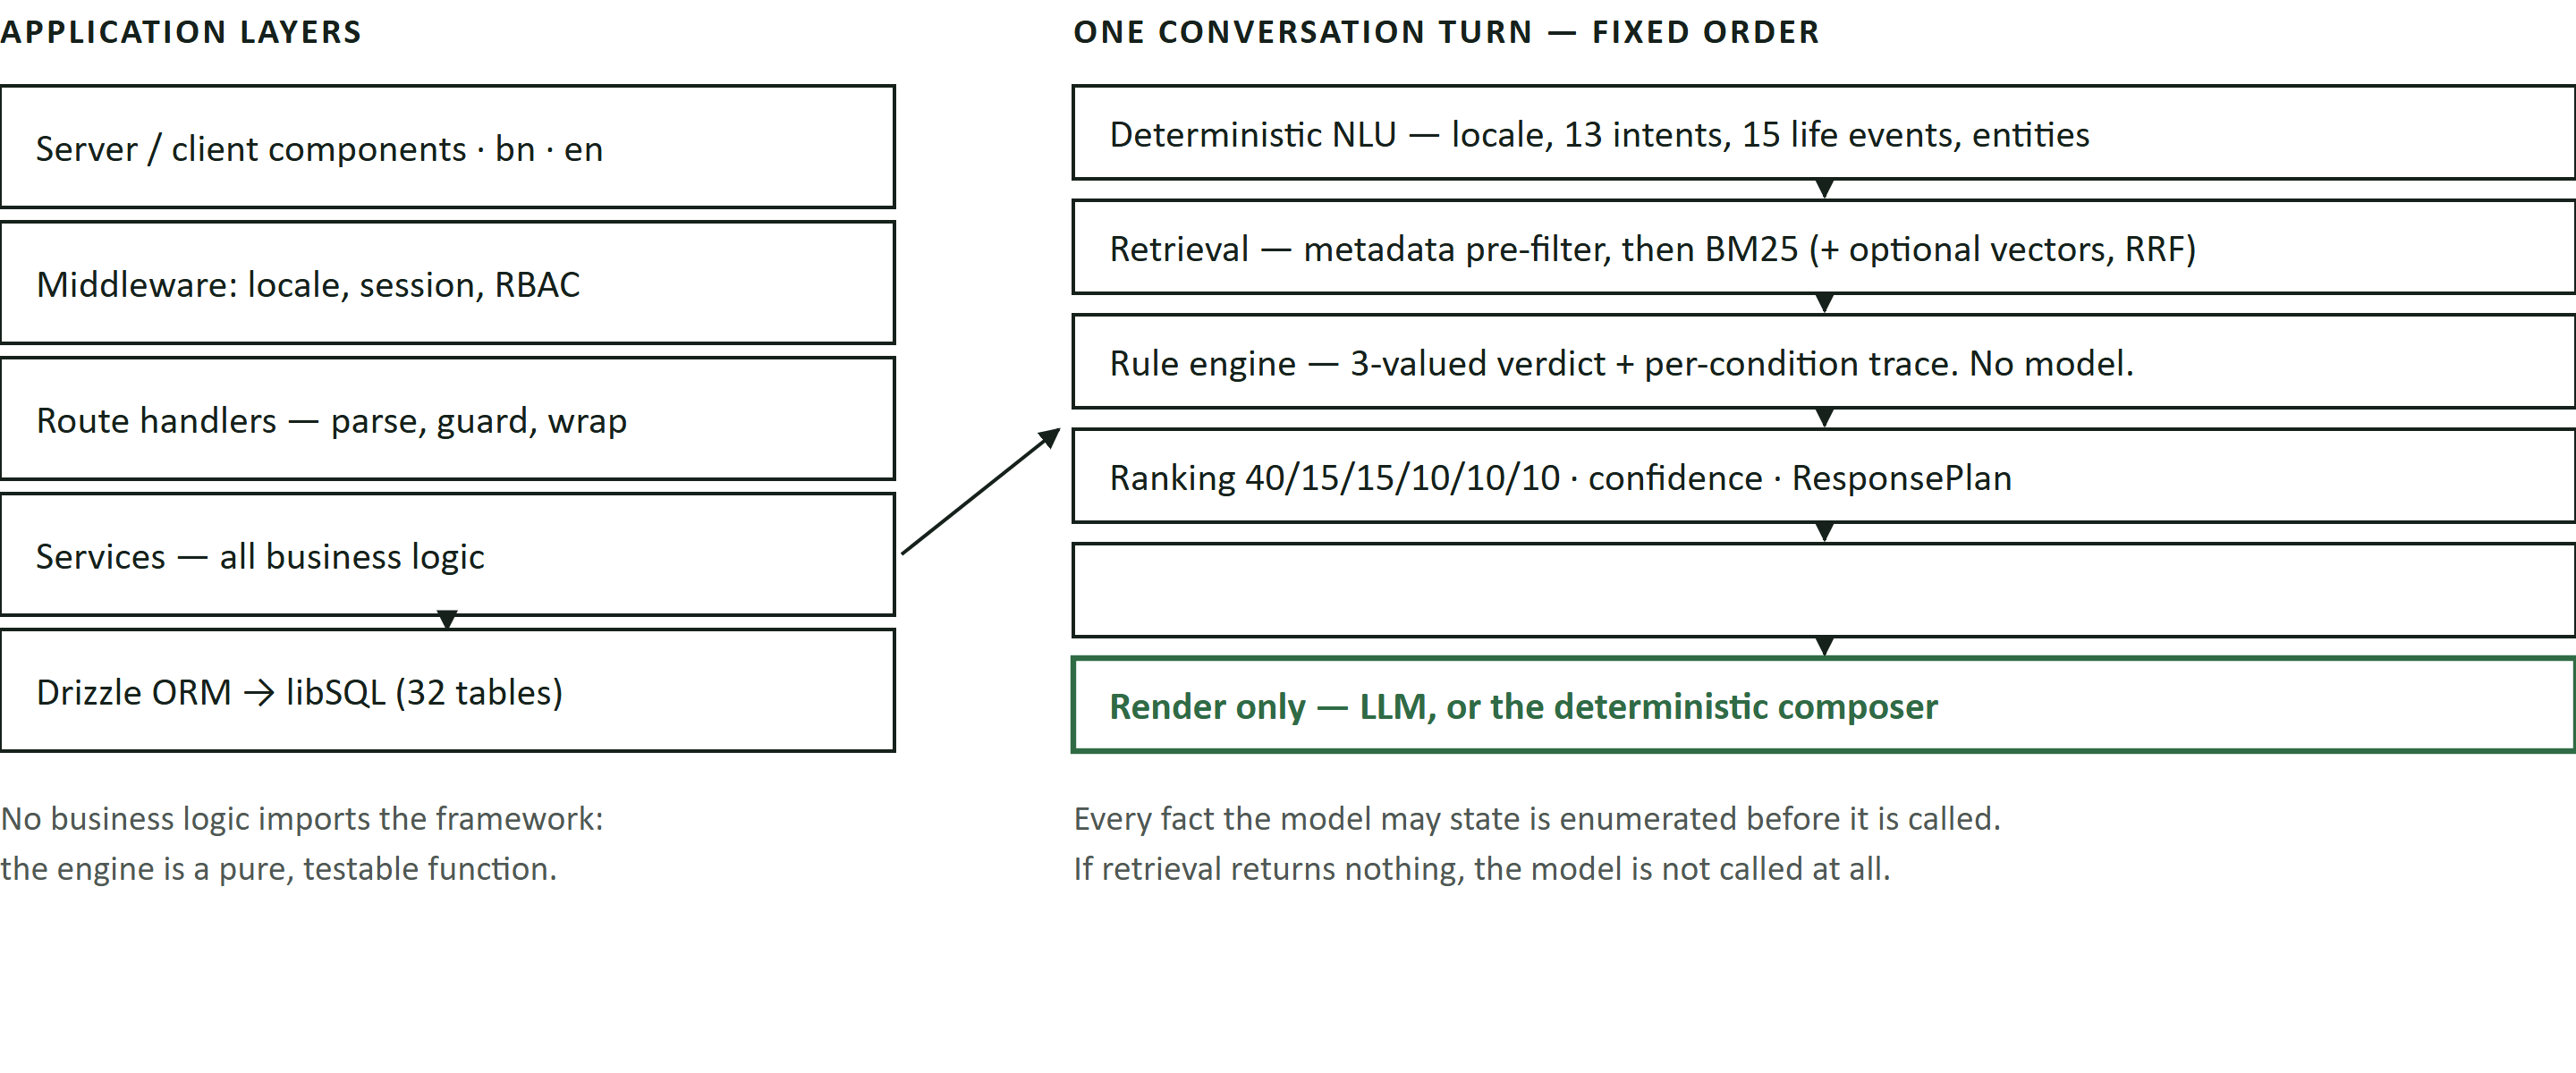 APPLICATION LAYERS
Server / client components · bn · en
Middleware: locale, session, RBAC
Route handlers — parse, guard, wrap
Services — all business logic
Drizzle ORM → libSQL (32 tables)
No business logic imports the framework:
the engine is a pure, testable function.
ONE CONVERSATION TURN — FIXED ORDER
Deterministic NLU — locale, 13 intents, 15 life events, entities
Retrieval — metadata pre-filter, then BM25 (+ optional vectors, RRF)
Rule engine — 3-valued verdict + per-condition trace. No model.
Ranking 40/15/15/10/10/10 · confidence · ResponsePlan
Render only — LLM, or the deterministic composer
Every fact the model may state is enumerated before it is called.
If retrieval returns nothing, the model is not called at all.